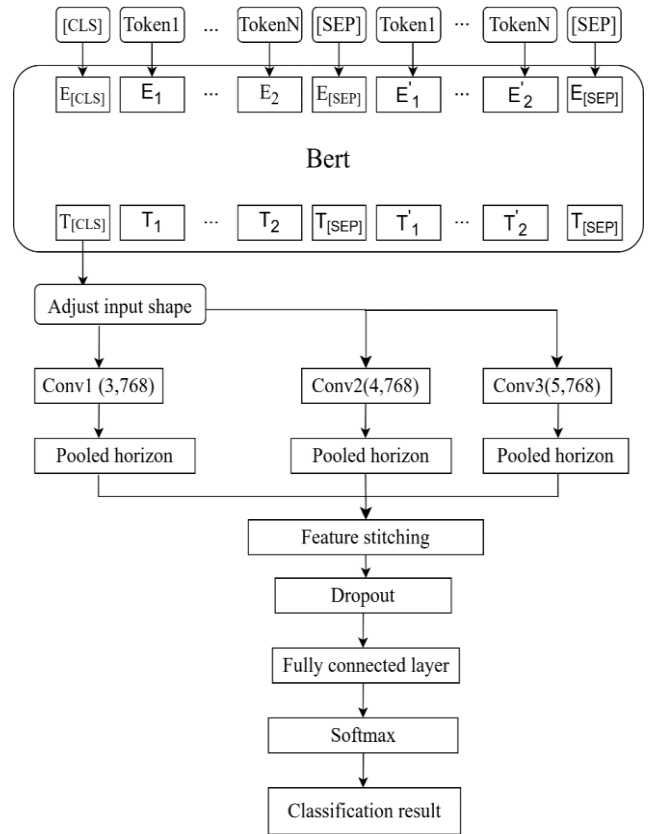 [CLS] Token1 ... TokenN [SEP] Token1 ... TokenN [SEP]
E[CLS] E1 ... E2 E[SEP] E'1 ... E'2 E[SEP]
Bert
T[CLS] T1 ... T2 T[SEP] T'1 ... T'2 T[SEP]
Adjust input shape
Conv1 (3,768) Conv2(4,768) Conv3(5,768)
Pooled horizon Pooled horizon Pooled horizon
Feature stitching
Dropout
Fully connected layer
Softmax
Classification result